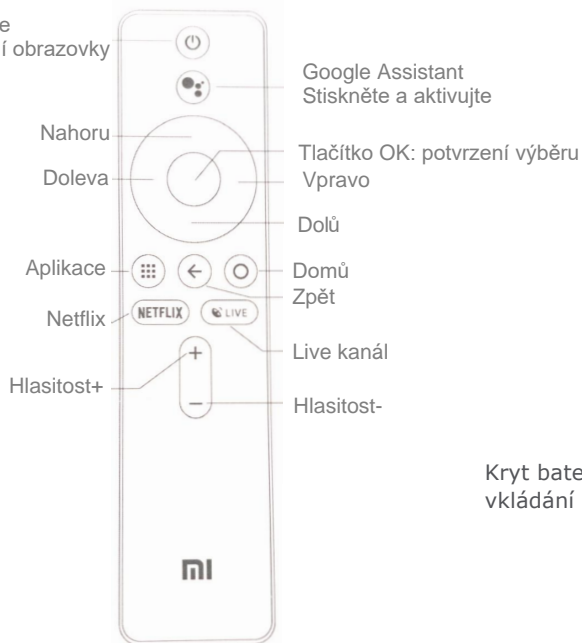 e
í obrazovky
Google Assistant
Stiskněte a aktivujte
Nahoru
Tlačítko OK: potvrzení výběru
Doleva
Vpravo
Dolů
Aplikace
Domů
Zpět
Netflix
NETFLIX
LIVE
Live kanál
+
Hlasitost+
−
Hlasitost-
Kryt bate
vkládání
mi